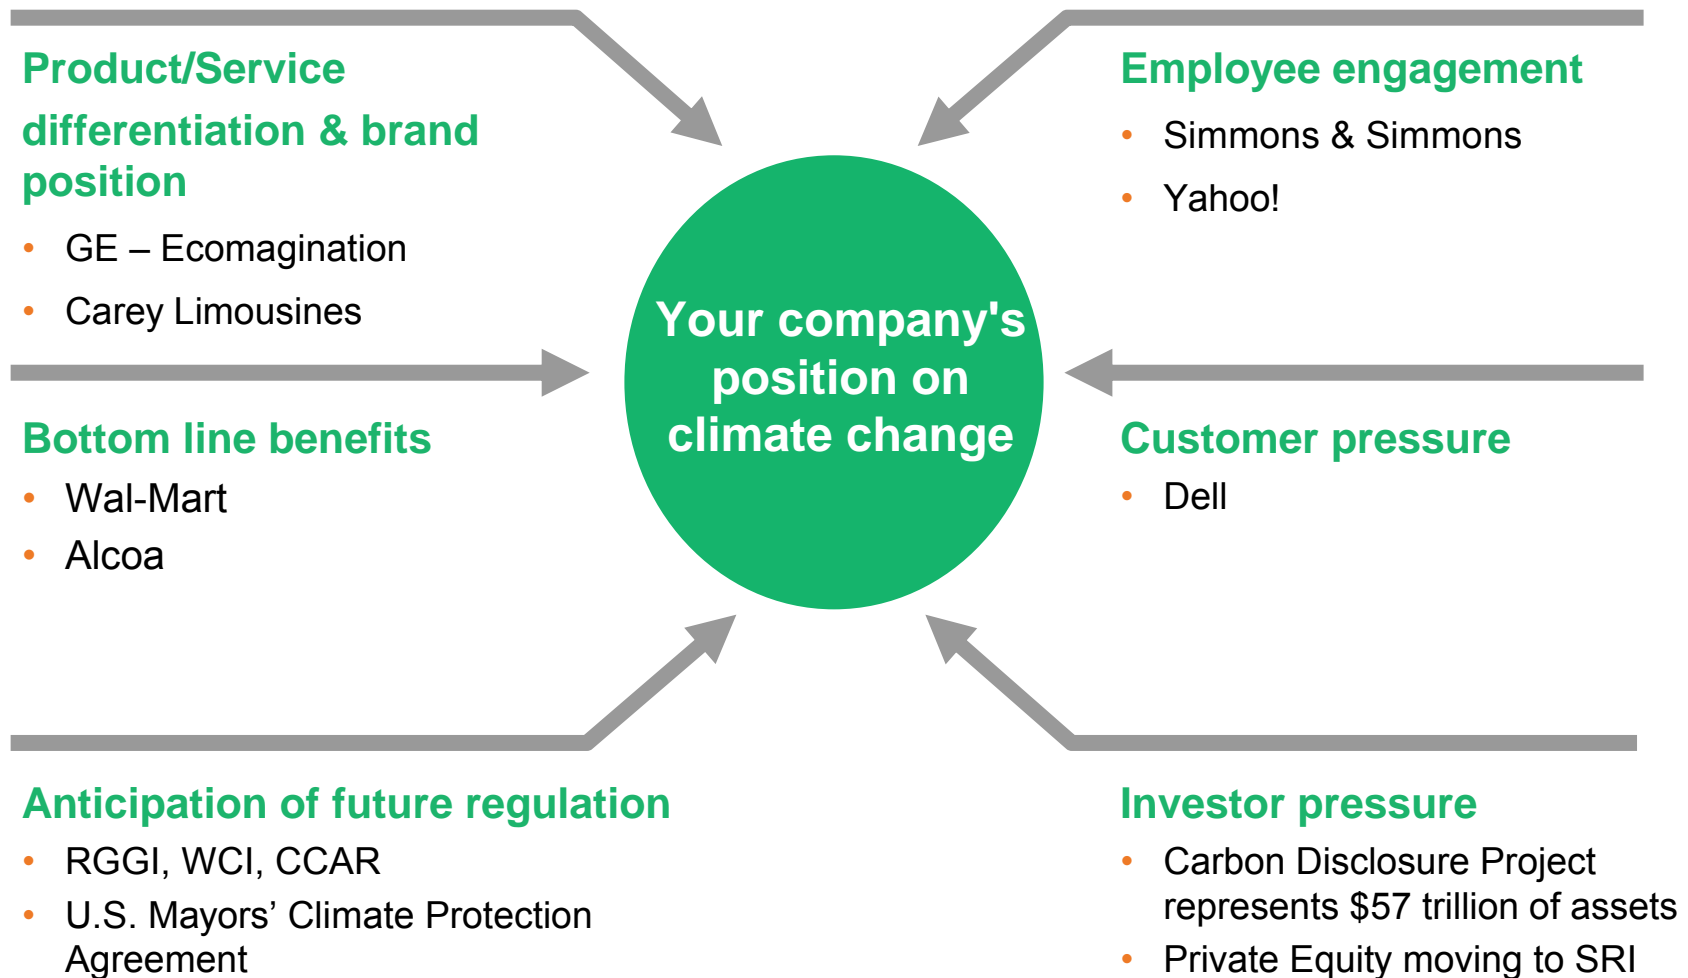 Product/Service
differentiation & brand
position
• GE – Ecomagination
• Carey Limousines
Bottom line benefits
• Wal-Mart
• Alcoa
Anticipation of future regulation
• RGGI, WCI, CCAR
• U.S. Mayors’ Climate Protection
Agreement
Your company's
position on
climate change
Employee engagement
• Simmons & Simmons
• Yahoo!
Customer pressure
• Dell
Investor pressure
• Carbon Disclosure Project
represents $57 trillion of assets
• Private Equity moving to SRI